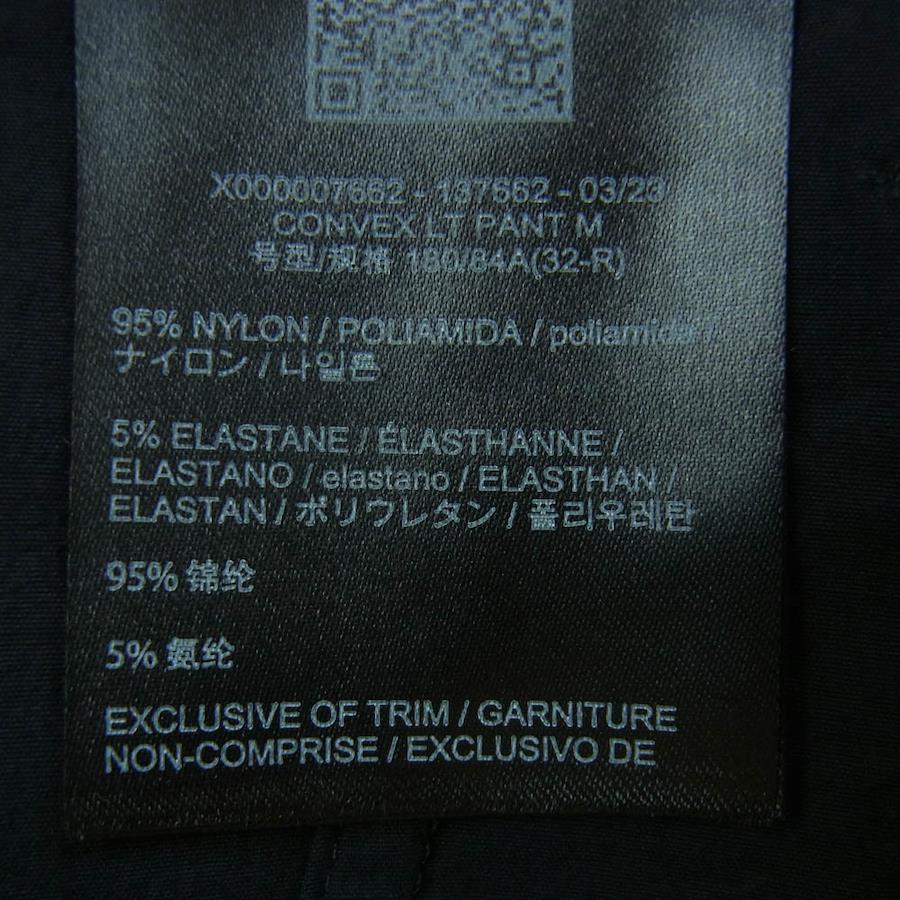 X000007662 - 137662 - 03/23
CONVEX LT PANT M
号型/规格 180/84A(32-R)
95% NYLON / POLIAMIDA / poliamida /
ナイロン / 나일론
5% ELASTANE / ÉLASTHANNE /
ELASTANO / elastano / ELASTHAN /
ELASTAN / ポリウレタン / 폴리우레탄
95% 锦纶
5% 氨纶
EXCLUSIVE OF TRIM / GARNITURE
NON-COMPRISE / EXCLUSIVO DE